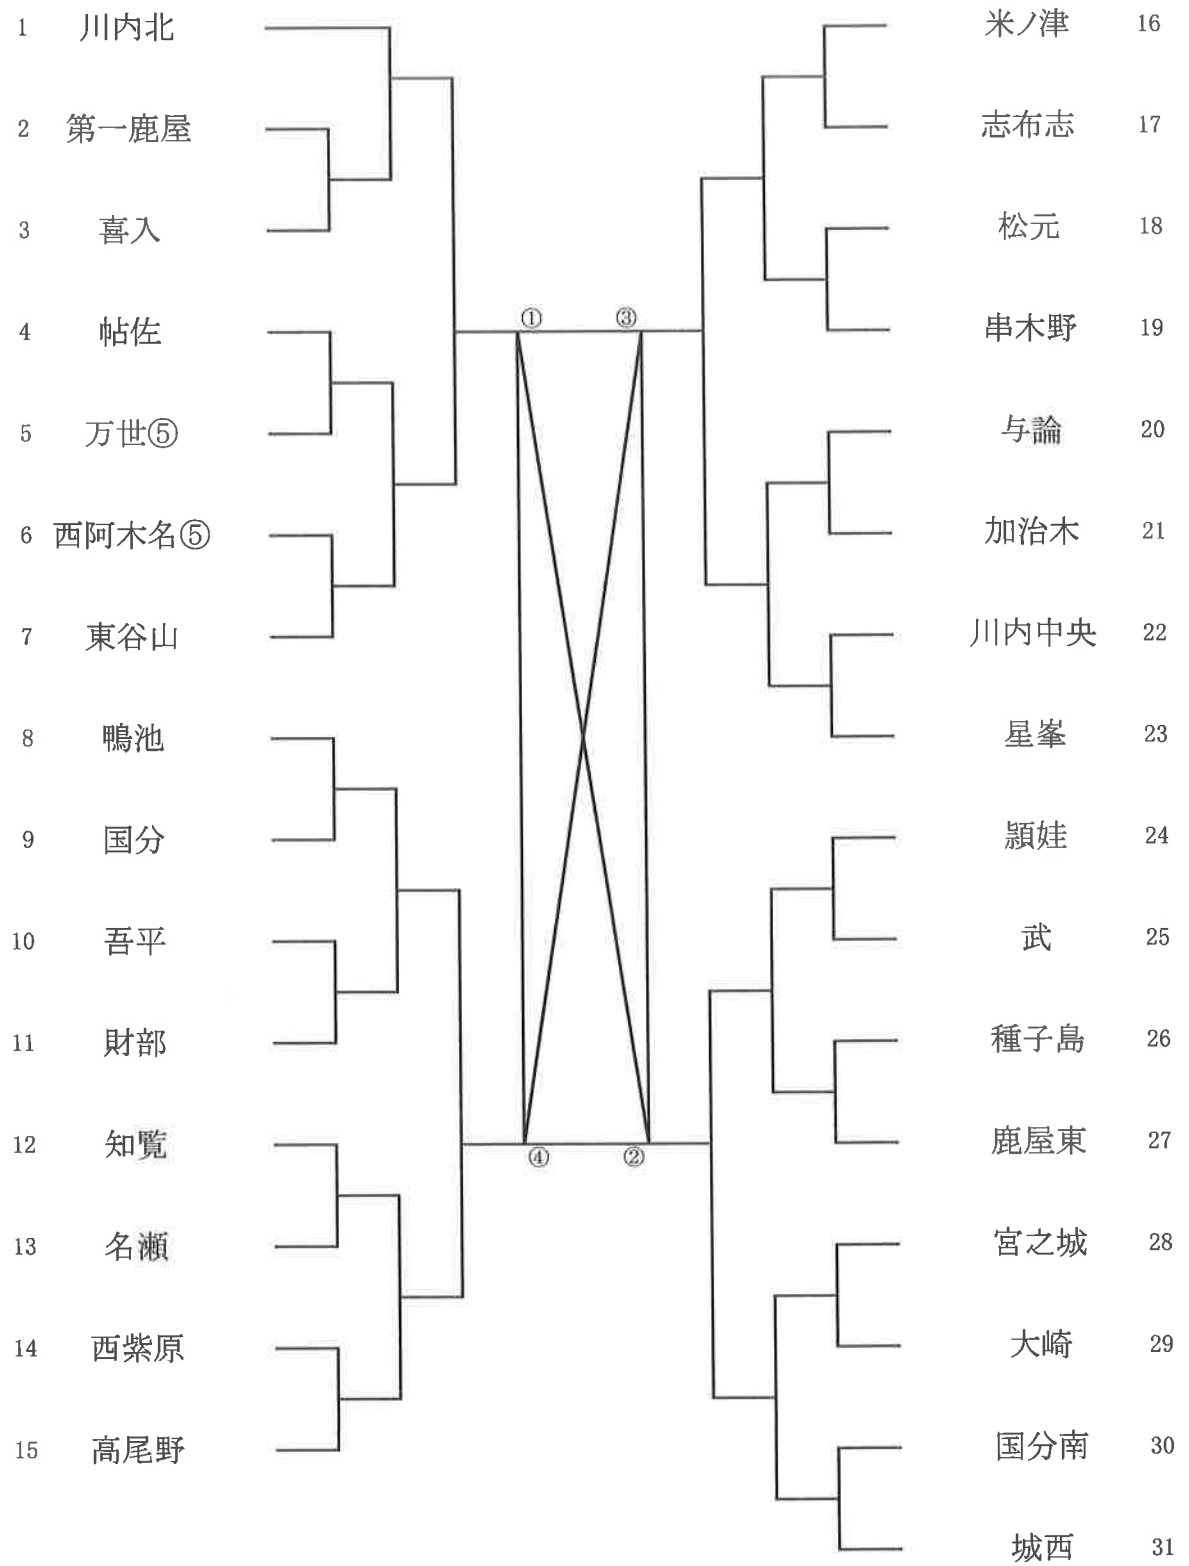 1 川内北
2 第一鹿屋
3 喜入
4 帖佐
5 万世⑤
6 西阿木名⑤
7 東谷山
8 鴨池
9 国分
10 吾平
11 財部
12 知覧
13 名瀬
14 西紫原
15 高尾野
① ③
④ ②
米ノ津 16
志布志 17
松元 18
串木野 19
与論 20
加治木 21
川内中央 22
星峯 23
頴娃 24
武 25
種子島 26
鹿屋東 27
宮之城 28
大崎 29
国分南 30
城西 31